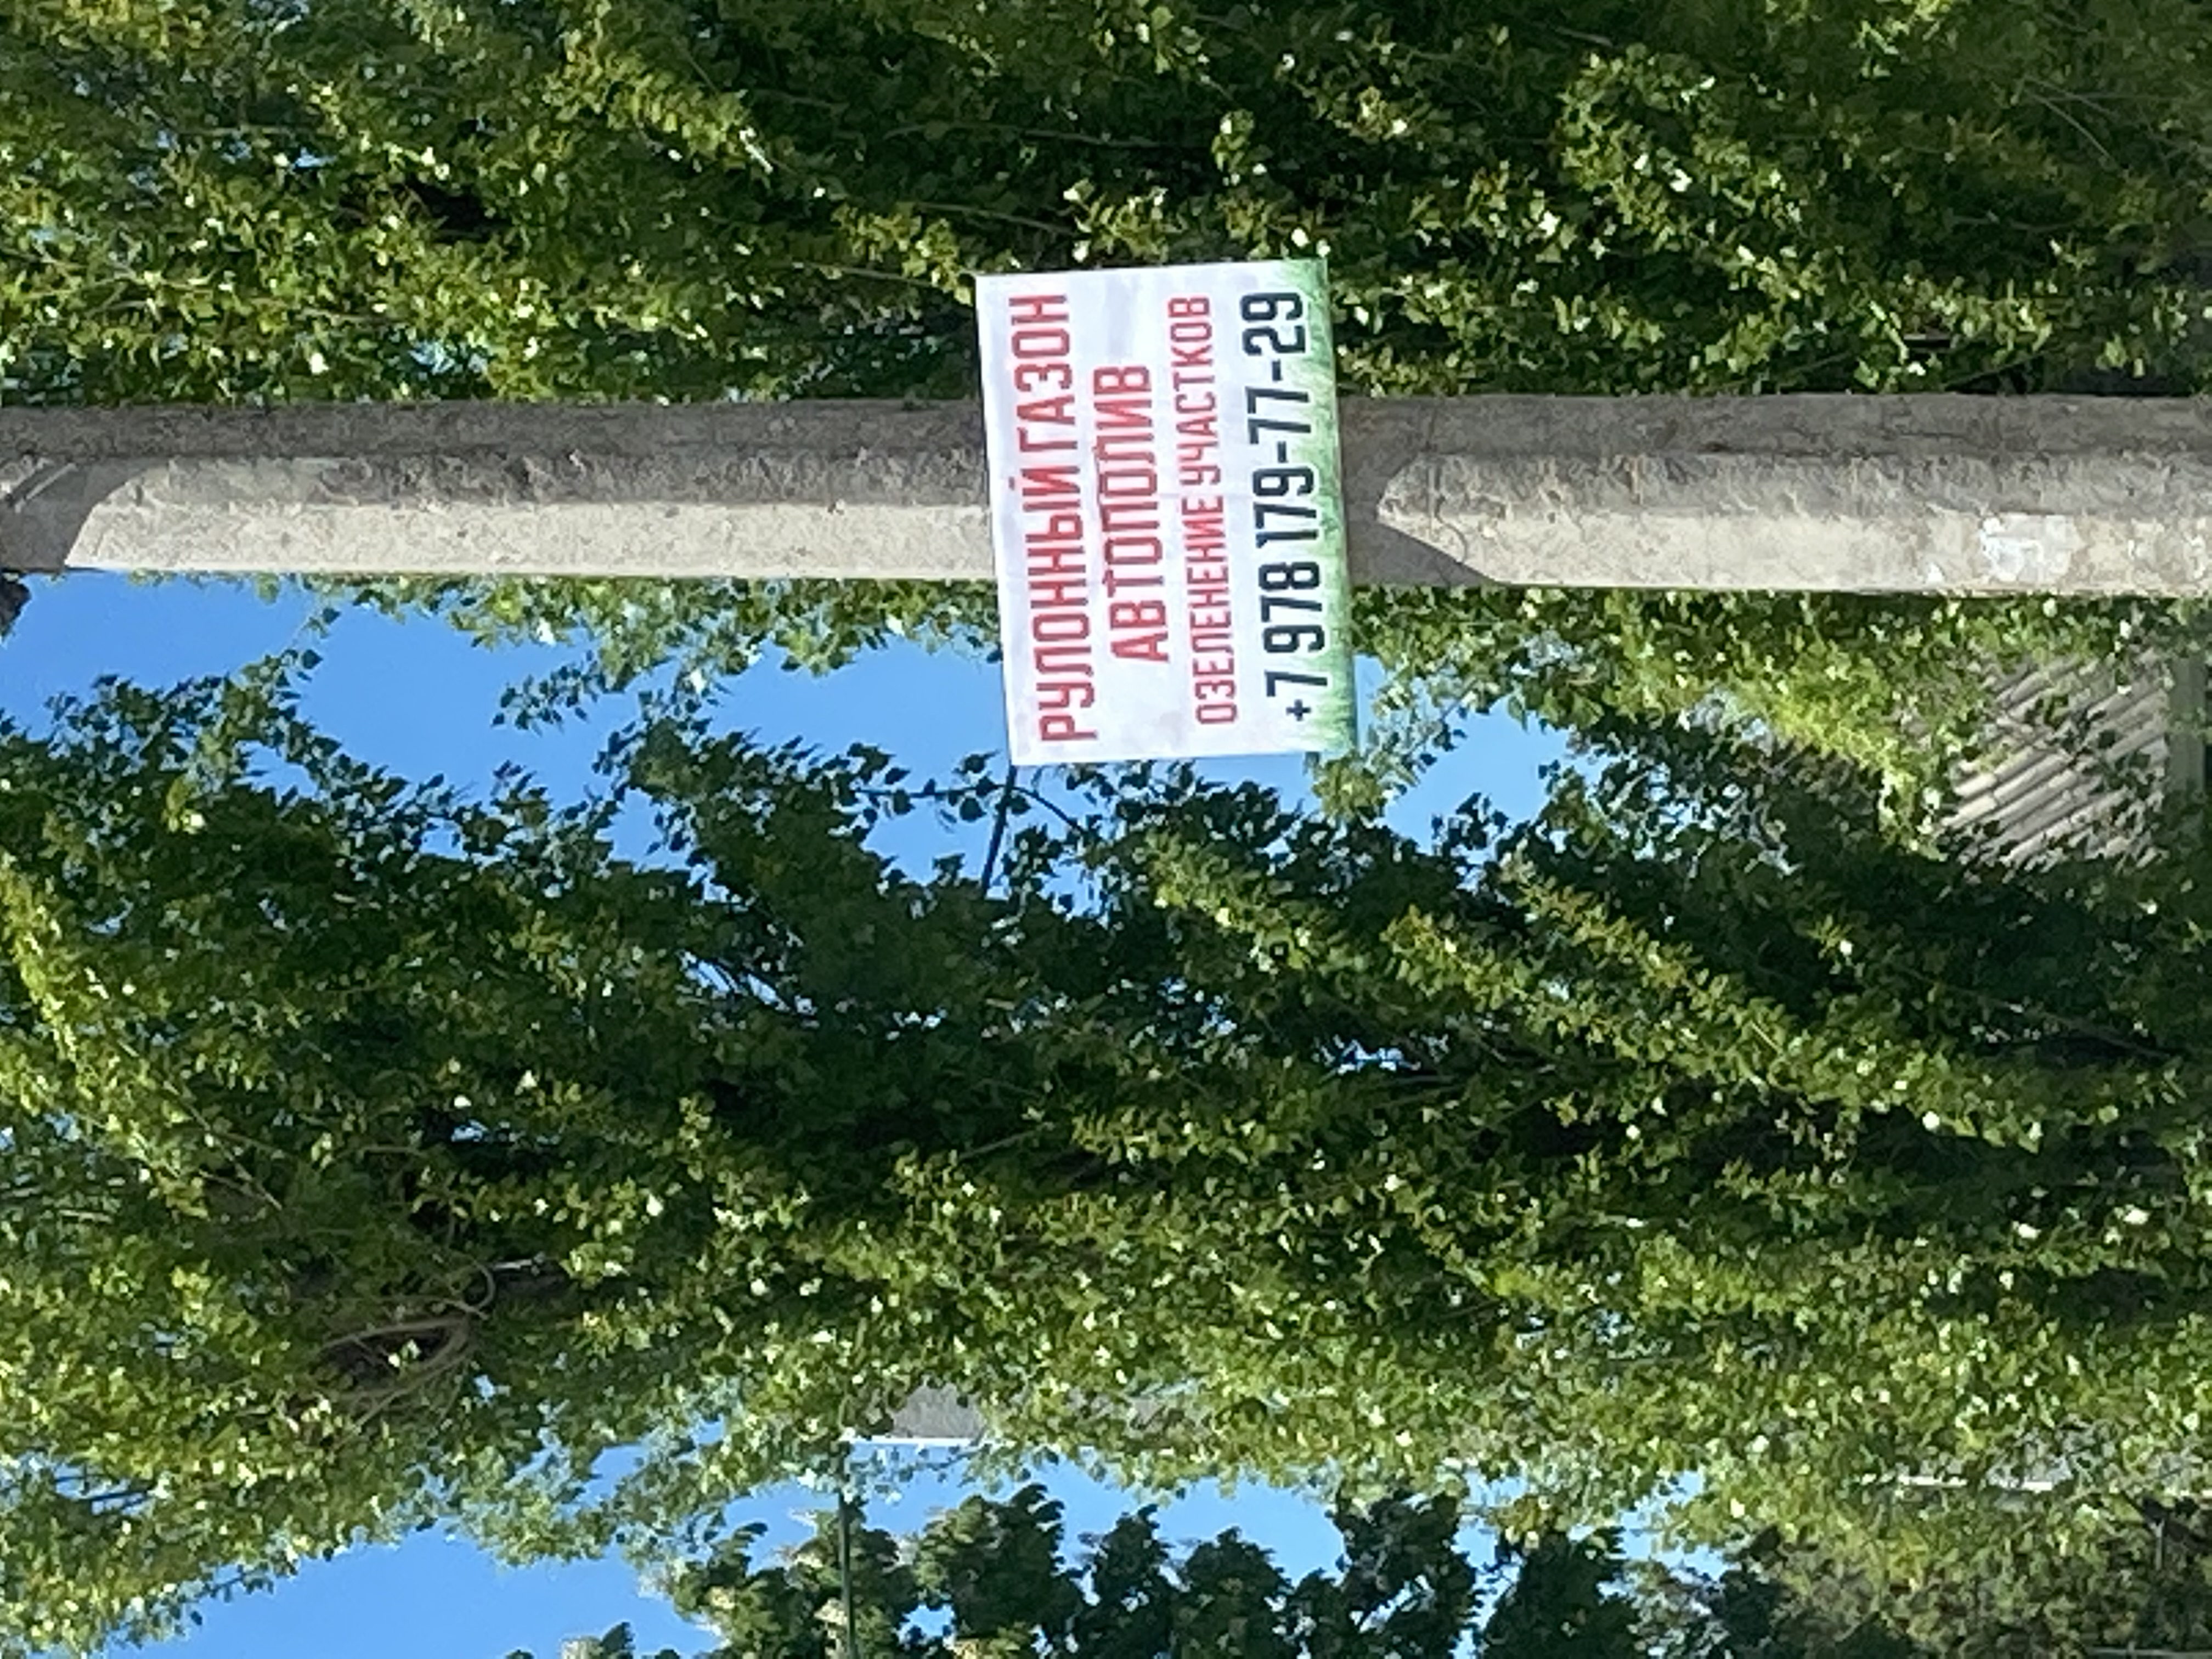 РУЛОННЫЙ ГАЗОН
АВТОПОЛИВ
ОЗЕЛЕНЕНИЕ УЧАСТКОВ
+7 978 179-77-29